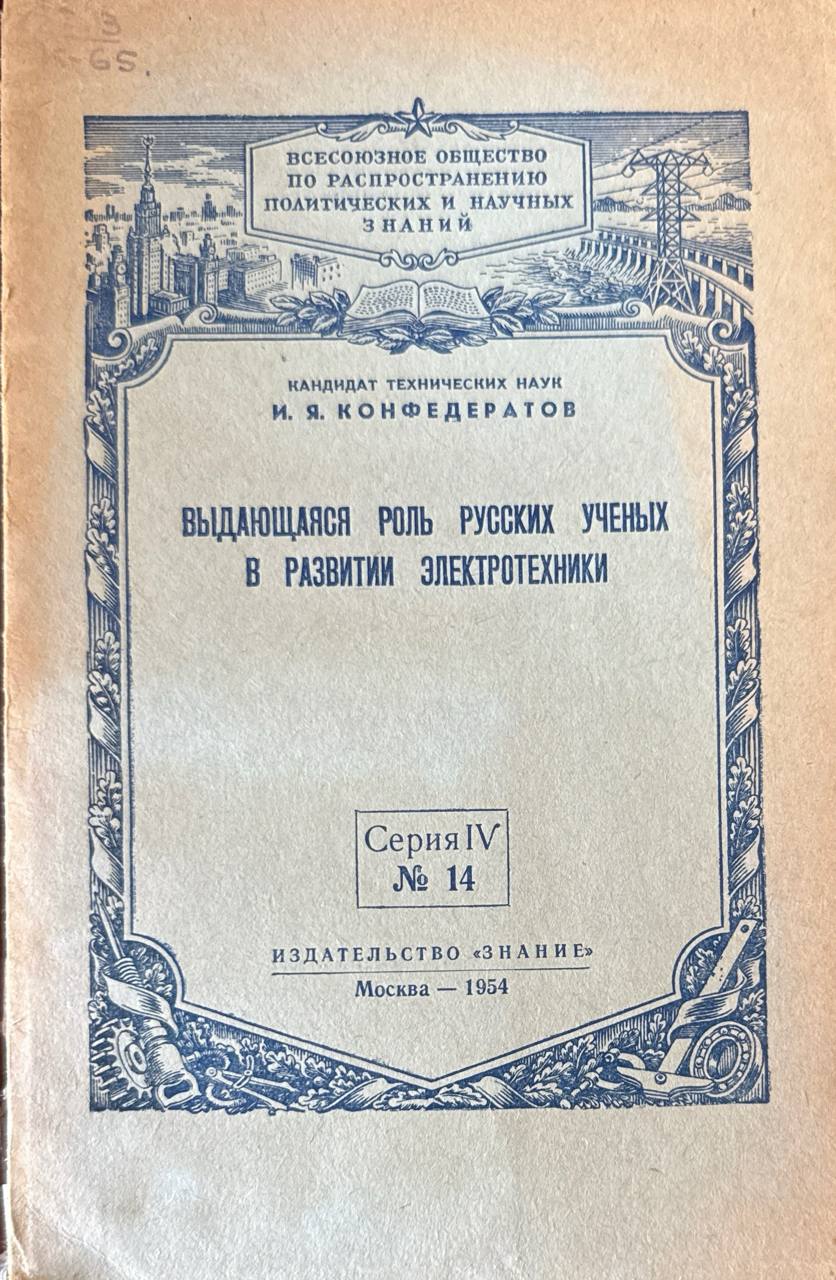 65.
ВСЕСОЮЗНОЕ ОБЩЕСТВО
ПО РАСПРОСТРАНЕНИЮ
ПОЛИТИЧЕСКИХ И НАУЧНЫХ
ЗНАНИЙ
КАНДИДАТ ТЕХНИЧЕСКИХ НАУК
И. Я. КОНФЕДЕРАТОВ
ВЫДАЮЩАЯСЯ РОЛЬ РУССКИХ УЧЕНЫХ
В РАЗВИТИИ ЭЛЕКТРОТЕХНИКИ
Серия IV
№ 14
ИЗДАТЕЛЬСТВО «ЗНАНИЕ»
Москва — 1954